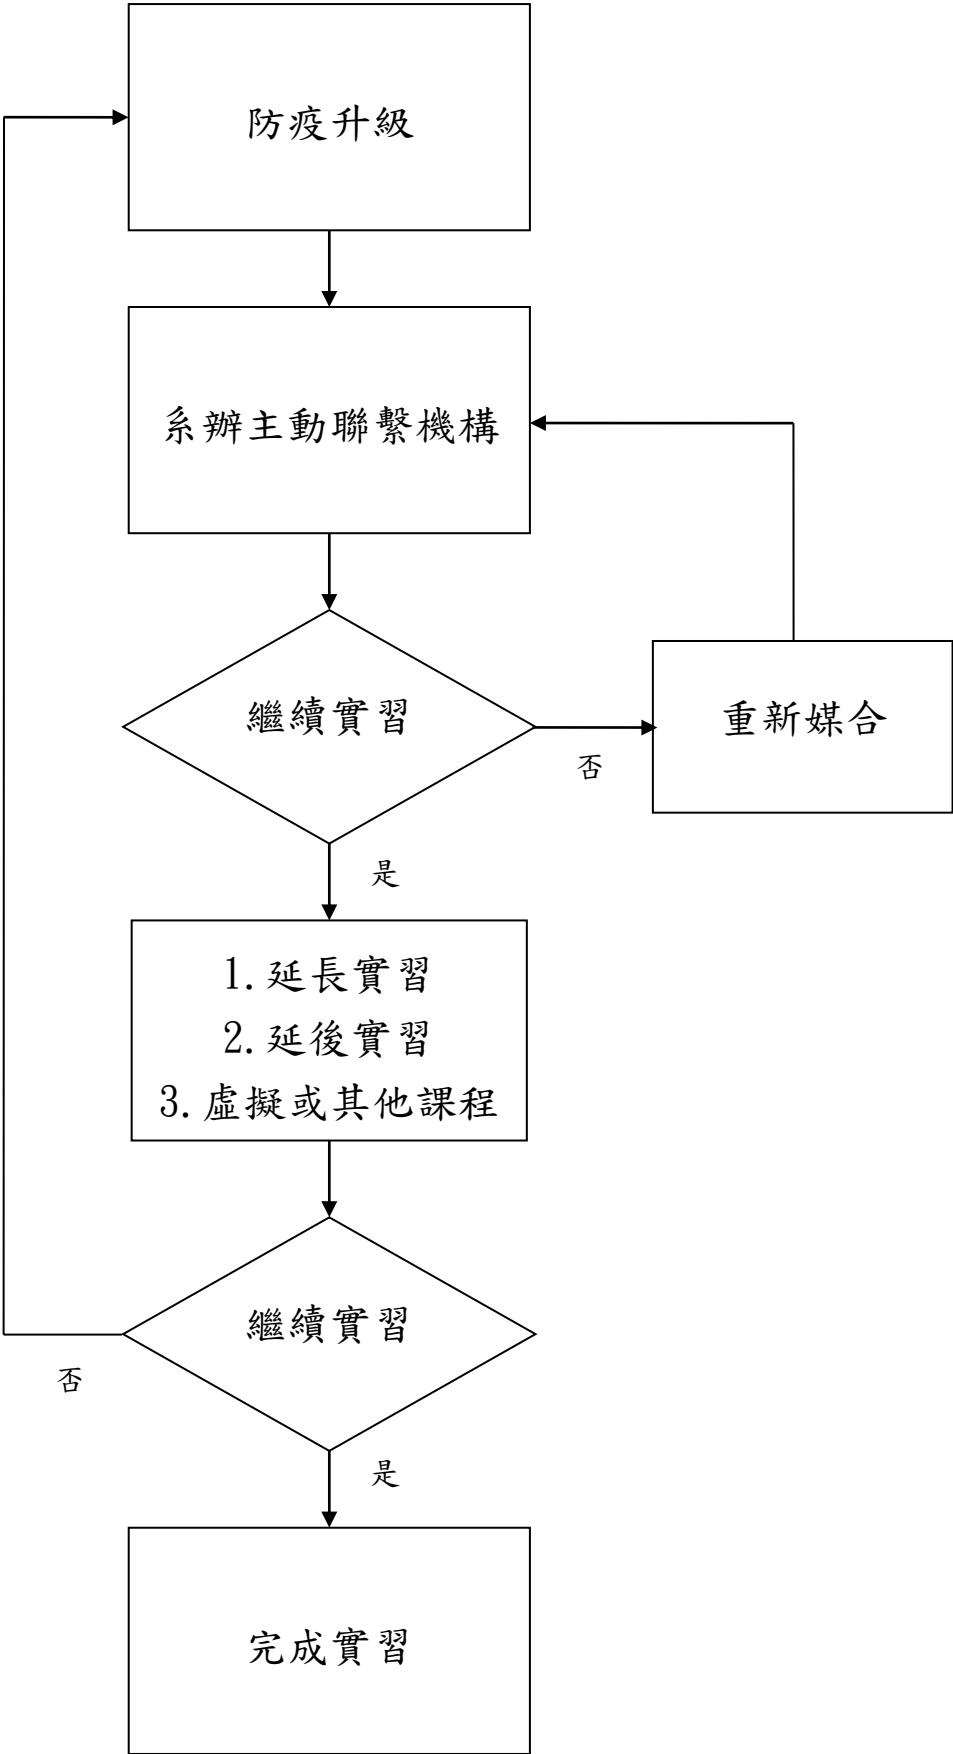 防疫升級
系辦主動聯繫機構
繼續實習
重新媒合
否
是
1.延長實習
2.延後實習
3.虛擬或其他課程
繼續實習
否
是
完成實習